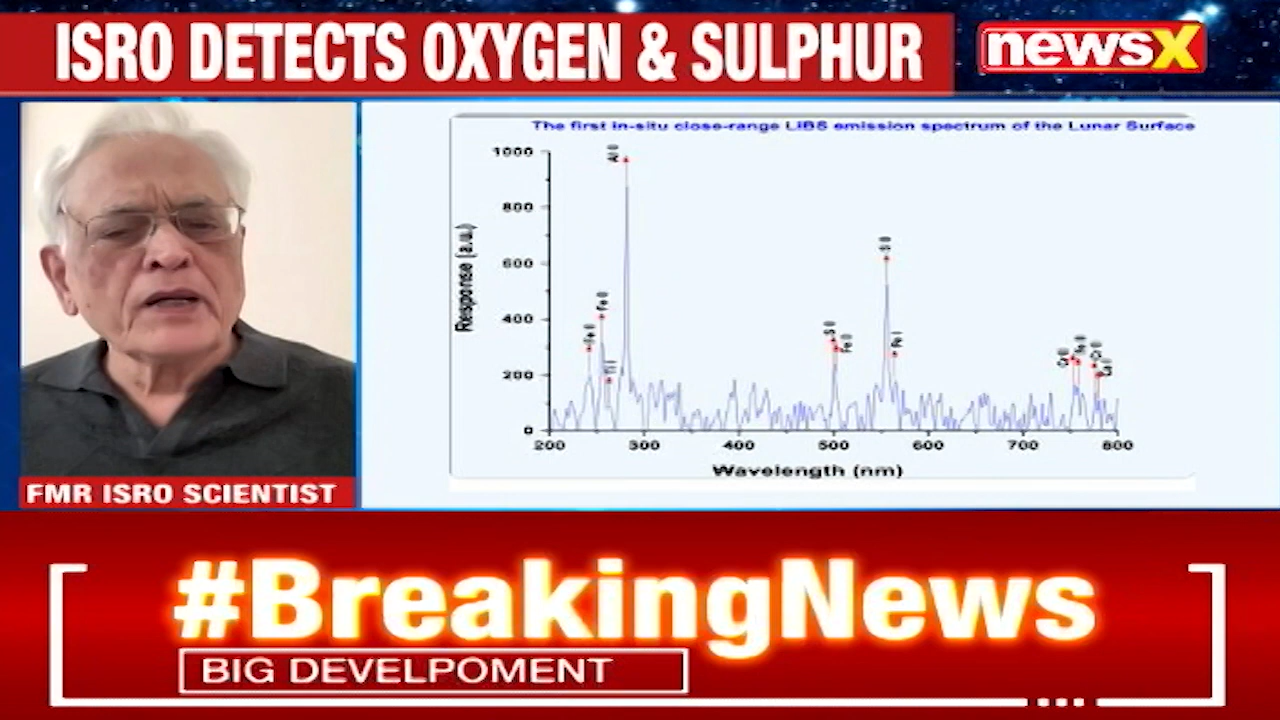 ISRO DETECTS OXYGEN & SULPHUR
newsX
The first in-situ close-range LIBS emission spectrum of the Lunar Surface
1000
800
600
400
200
0
Response (a.u.)
200 300 400 500 600 700 800
Wavelength (nm)
FMR ISRO SCIENTIST
#BreakingNews
BIG DEVELPOMENT